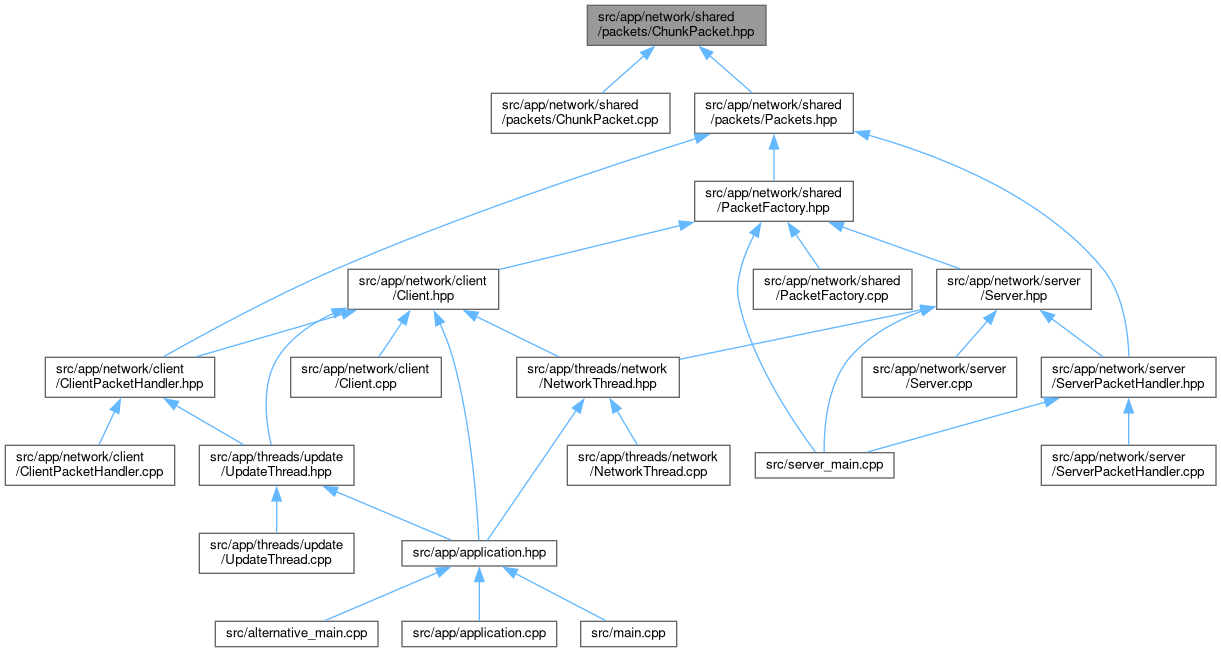 src/app/network/shared
/packets/ChunkPacket.hpp
src/app/network/shared
/packets/ChunkPacket.cpp
src/app/network/shared
/packets/Packets.hpp
src/app/network/shared
/PacketFactory.hpp
src/app/network/client
/Client.hpp
src/app/network/shared
/PacketFactory.cpp
src/app/network/server
/Server.hpp
src/app/network/client
/ClientPacketHandler.hpp
src/app/network/client
/Client.cpp
src/app/threads/network
/NetworkThread.hpp
src/app/network/server
/Server.cpp
src/app/network/server
/ServerPacketHandler.hpp
src/app/network/client
/ClientPacketHandler.cpp
src/app/threads/update
/UpdateThread.hpp
src/app/threads/network
/NetworkThread.cpp
src/server_main.cpp
src/app/network/server
/ServerPacketHandler.cpp
src/app/threads/update
/UpdateThread.cpp
src/app/application.hpp
src/alternative_main.cpp
src/app/application.cpp
src/main.cpp